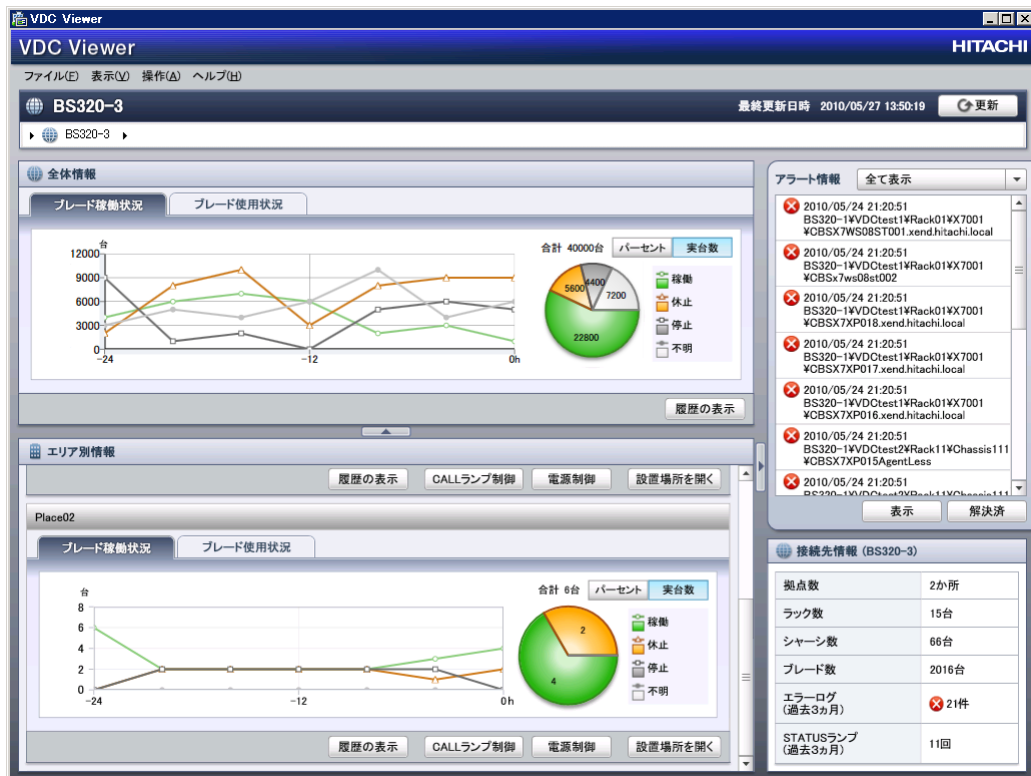 VDC Viewer
VDC Viewer
HITACHI
ファイル(F) 表示(V) 操作(A) ヘルプ(H)
BS320-3
最終更新日時 2010/05/27 13:50:19
更新
BS320-3
全体情報
ブレード稼働状況
ブレード使用状況
台
12000
9000
6000
3000
0
-24
-12
0h
合計 40000台
パーセント
実台数
5600
4400
7200
22800
稼働
休止
停止
不明
履歴の表示
エリア別情報
履歴の表示
CALLランプ制御
電源制御
設置場所を開く
Place02
ブレード稼働状況
ブレード使用状況
台
8
6
4
2
0
-24
-12
0h
合計 6台
パーセント
実台数
2
4
稼働
休止
停止
不明
履歴の表示
CALLランプ制御
電源制御
設置場所を開く
アラート情報
全て表示
2010/05/24 21:20:51
BS320-1¥VDCtest1¥Rack01¥X7001
¥CBSX7WS08ST001.xend.hitachi.local
2010/05/24 21:20:51
BS320-1¥VDCtest1¥Rack01¥X7001
¥CBSx7ws08st002
2010/05/24 21:20:51
BS320-1¥VDCtest1¥Rack01¥X7001
¥CBSX7XP018.xend.hitachi.local
2010/05/24 21:20:51
BS320-1¥VDCtest1¥Rack01¥X7001
¥CBSX7XP017.xend.hitachi.local
2010/05/24 21:20:51
BS320-1¥VDCtest1¥Rack01¥X7001
¥CBSX7XP016.xend.hitachi.local
2010/05/24 21:20:51
BS320-1¥VDCtest2¥Rack11¥Chassis111
¥CBSX7XP015AgentLess
2010/05/24 21:20:51
BS320-1¥VDCtest2¥Rack11¥Chassis111
表示
解決済
接続先情報 (BS320-3)
拠点数 2か所
ラック数 15台
シャーシ数 66台
ブレード数 2016台
エラーログ
(過去3ヵ月)
21件
STATUSランプ
(過去3ヵ月)
11回